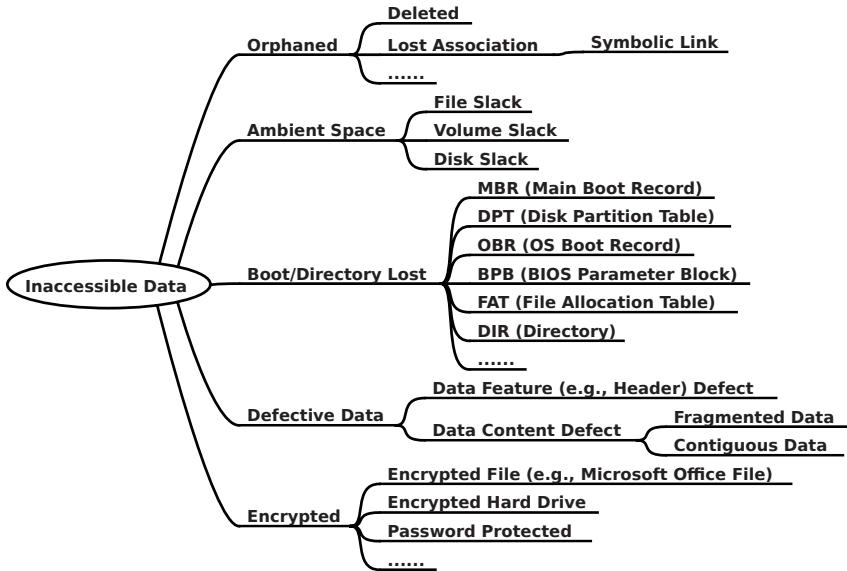 Inaccessible Data
Orphaned
Deleted
Lost Association
Symbolic Link
......
Ambient Space
File Slack
Volume Slack
Disk Slack
Boot/Directory Lost
MBR (Main Boot Record)
DPT (Disk Partition Table)
OBR (OS Boot Record)
BPB (BIOS Parameter Block)
FAT (File Allocation Table)
DIR (Directory)
......
Defective Data
Data Feature (e.g., Header) Defect
Data Content Defect
Fragmented Data
Contiguous Data
Encrypted
Encrypted File (e.g., Microsoft Office File)
Encrypted Hard Drive
Password Protected
......